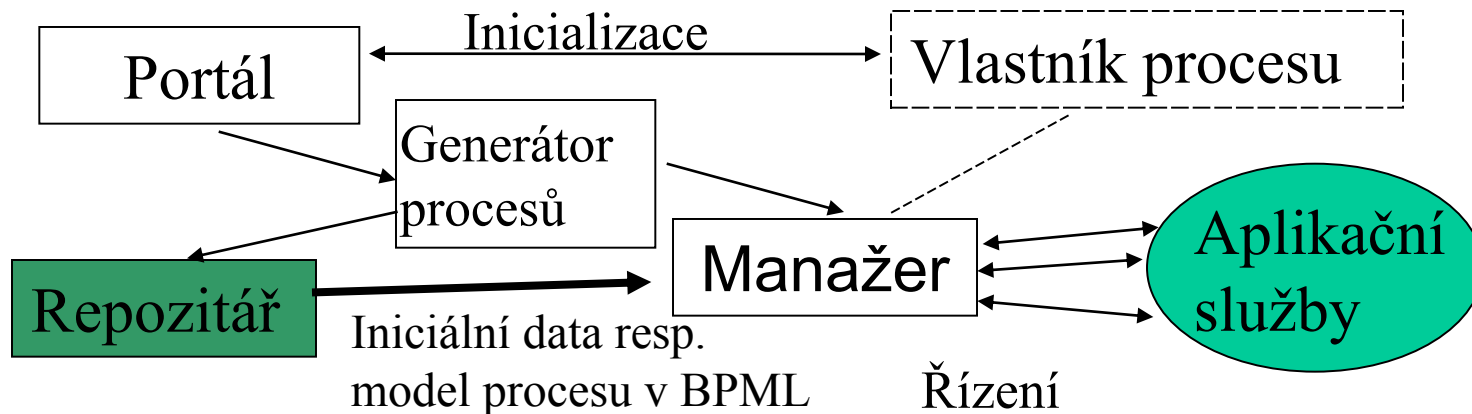 Inicializace
Portál
Vlastník procesu
Generátor
procesů
Manažer
Aplikační
služby
Repozitář
Iniciální data resp.
model procesu v BPML
Řízení